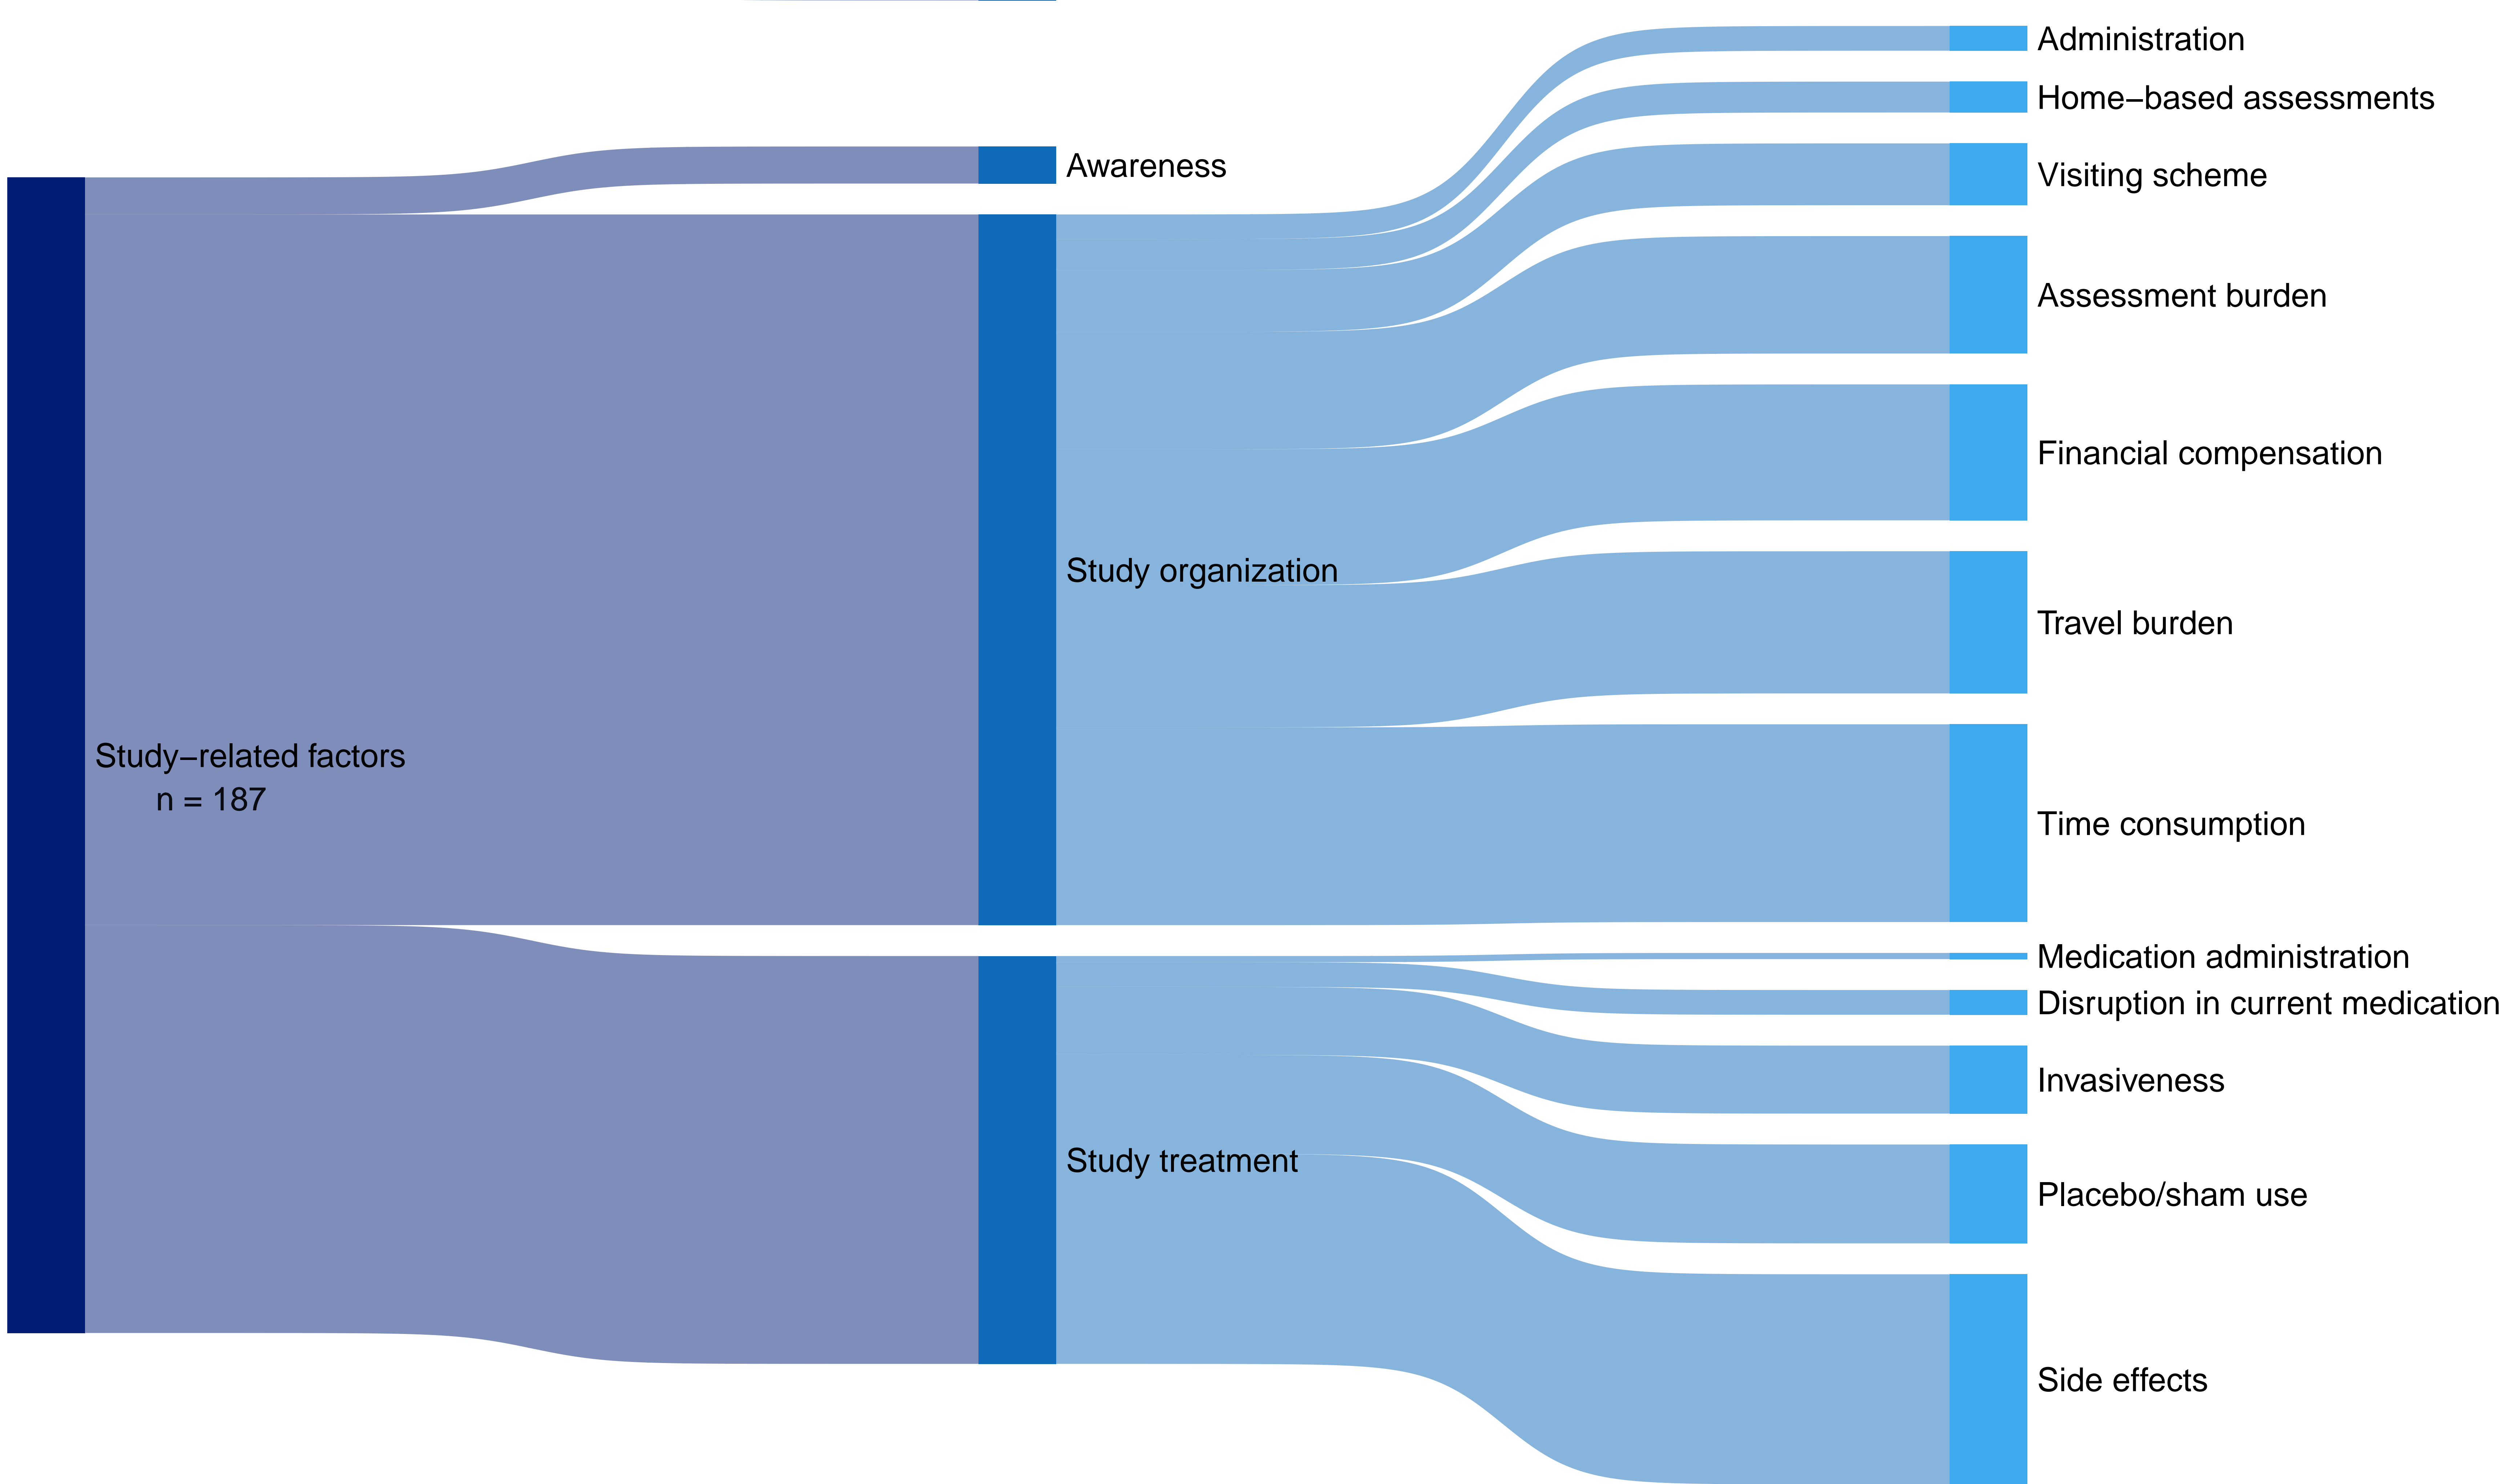 Study–related factors
n = 187
Awareness
Study organization
Study treatment
Administration
Home–based assessments
Visiting scheme
Assessment burden
Financial compensation
Travel burden
Time consumption
Medication administration
Disruption in current medication
Invasiveness
Placebo/sham use
Side effects